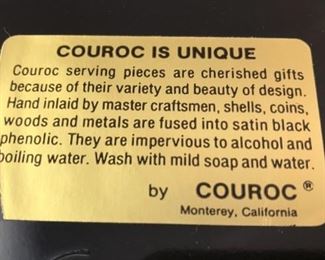 COUROC IS UNIQUE
Couroc serving pieces are cherished gifts
because of their variety and beauty of design.
Hand inlaid by master craftsmen, shells, coins,
woods and metals are fused into satin black
phenolic. They are impervious to alcohol and
boiling water. Wash with mild soap and water.
by COUROC®
Monterey, California